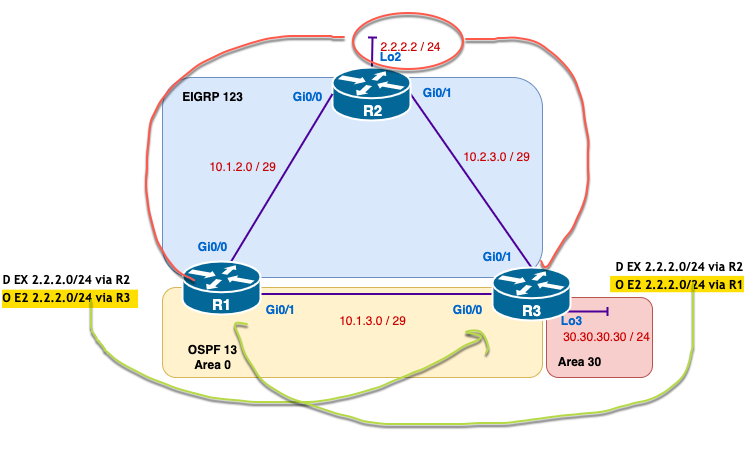 2.2.2.2 / 24
Lo2
EIGRP 123
Gi0/0
Gi0/1
R2
10.1.2.0 / 29
10.2.3.0 / 29
Gi0/0
Gi0/1
D EX 2.2.2.0/24 via R2
O E2 2.2.2.0/24 via R3
D EX 2.2.2.0/24 via R2
O E2 2.2.2.0/24 via R1
R1
R3
Gi0/1
Gi0/0
10.1.3.0 / 29
Lo3
30.30.30.30 / 24
OSPF 13
Area 0
Area 30